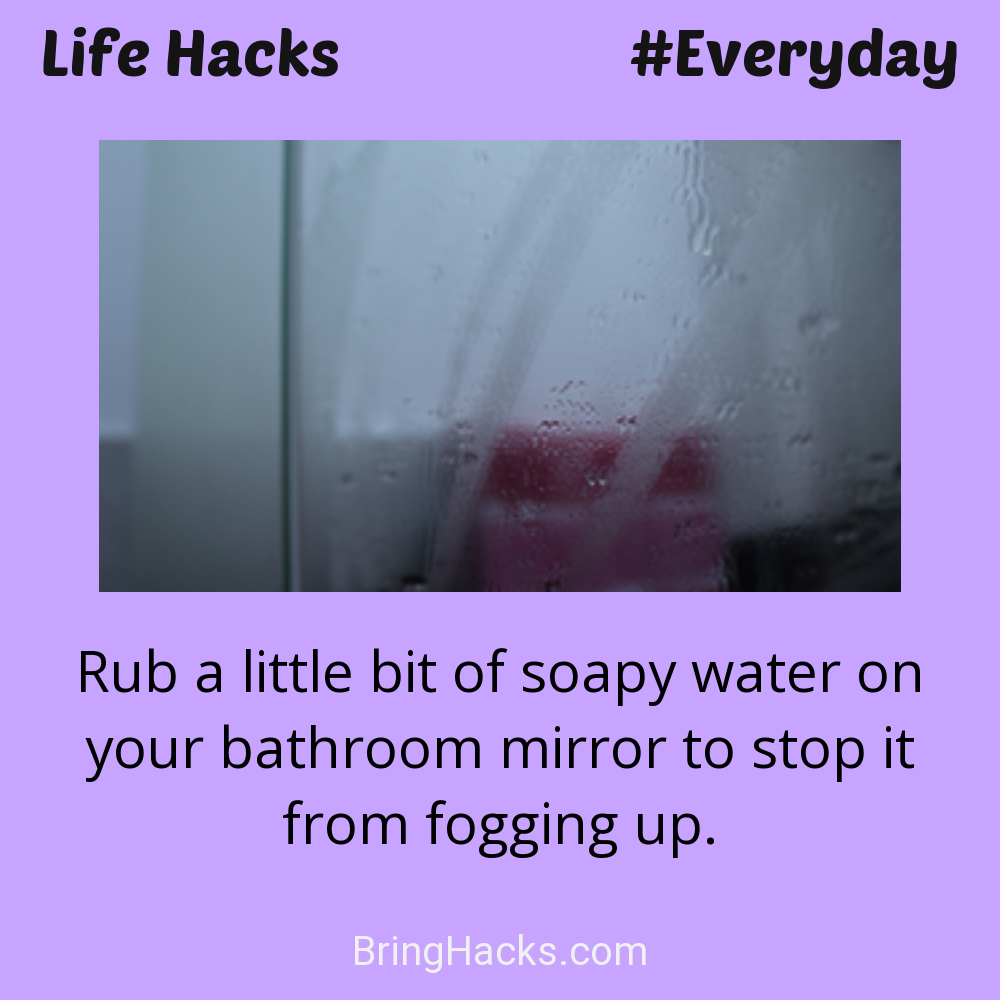 Life Hacks #Everyday
Rub a little bit of soapy water on
your bathroom mirror to stop it
from fogging up.
BringHacks.com